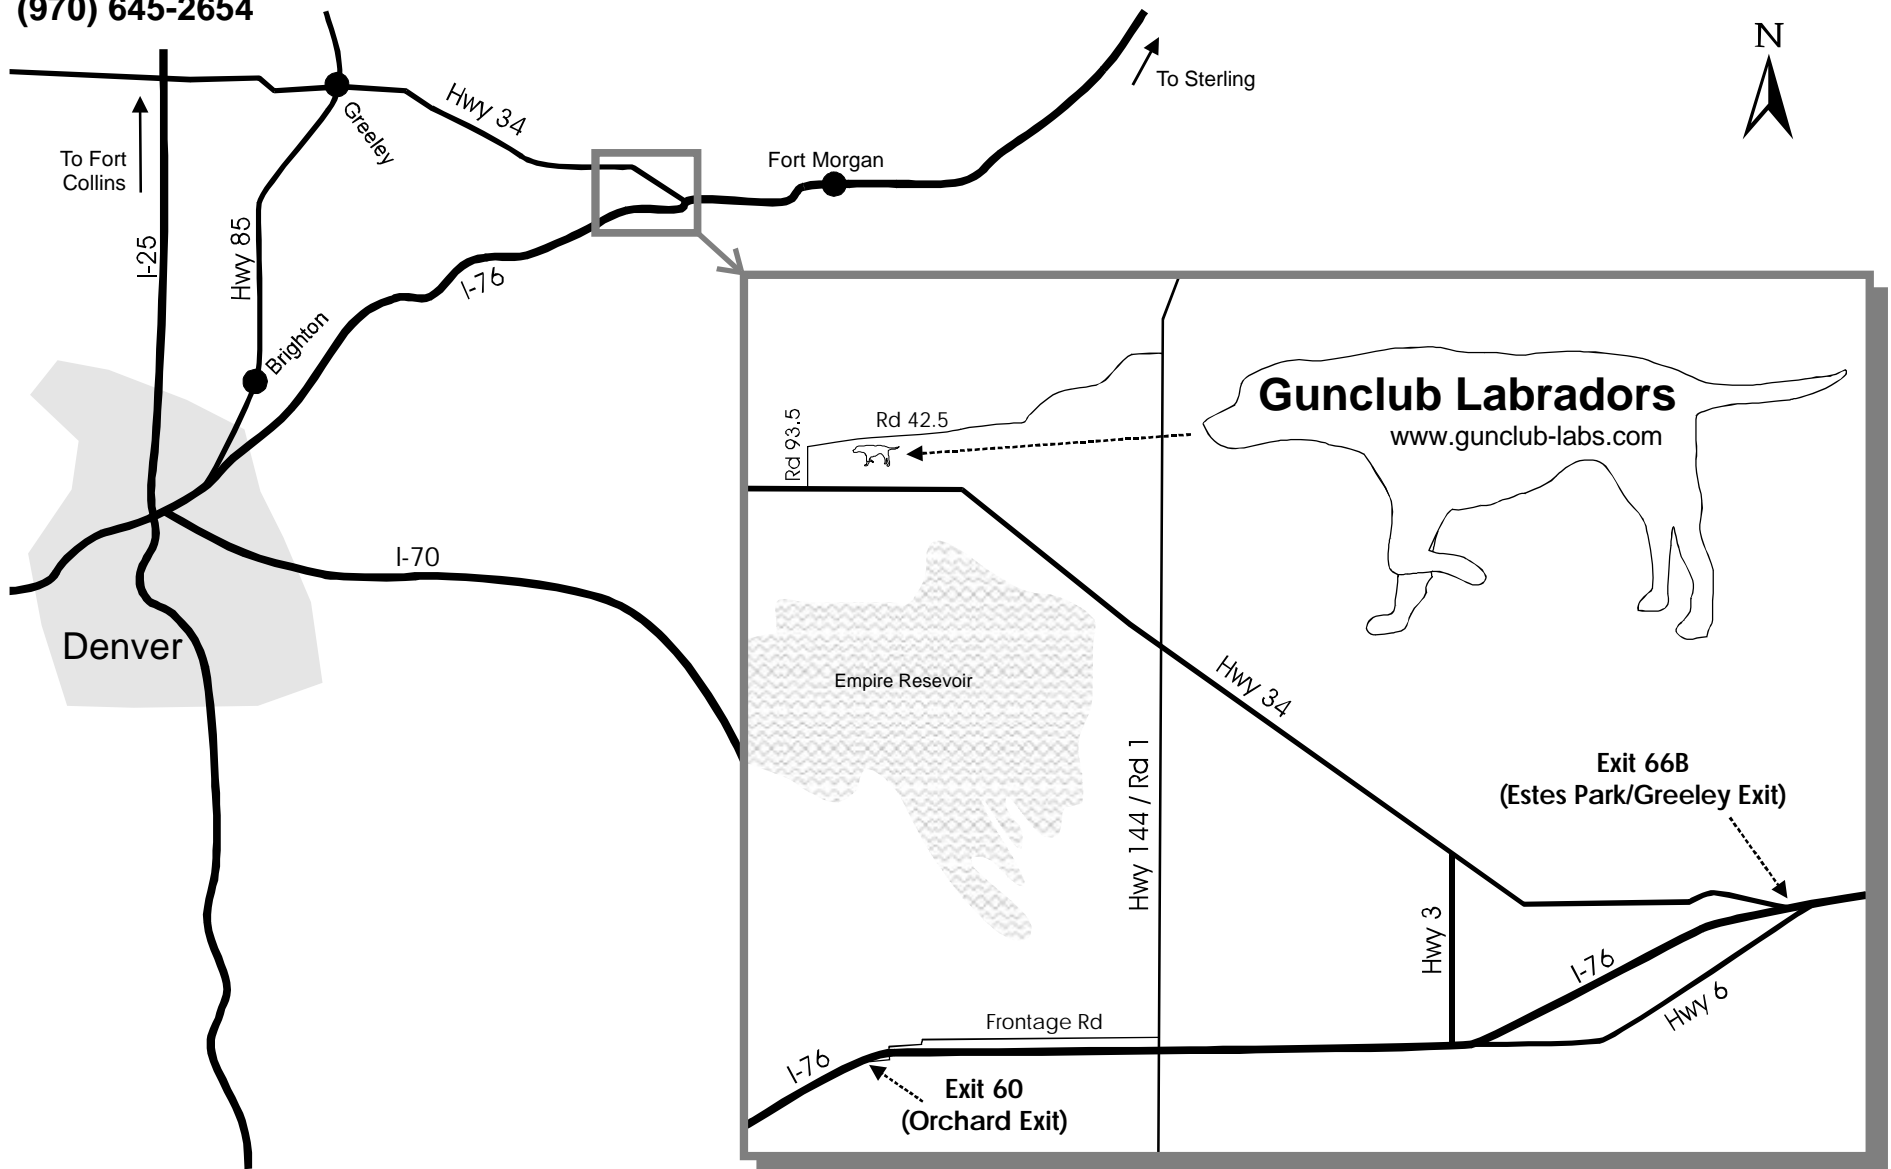 (970) 645-2654
To Sterling
N
Hwy 34
Greeley
To Fort
Collins
Fort Morgan
I-25
Hwy 85
I-76
Brighton
I-70
Denver
Gunclub Labradors
www.gunclub-labs.com
Rd 93.5
Rd 42.5
Empire Resevoir
Hwy 34
Hwy 144 / Rd 1
Exit 66B
(Estes Park/Greeley Exit)
Hwy 3
I-76
Hwy 6
Frontage Rd
I-76
Exit 60
(Orchard Exit)